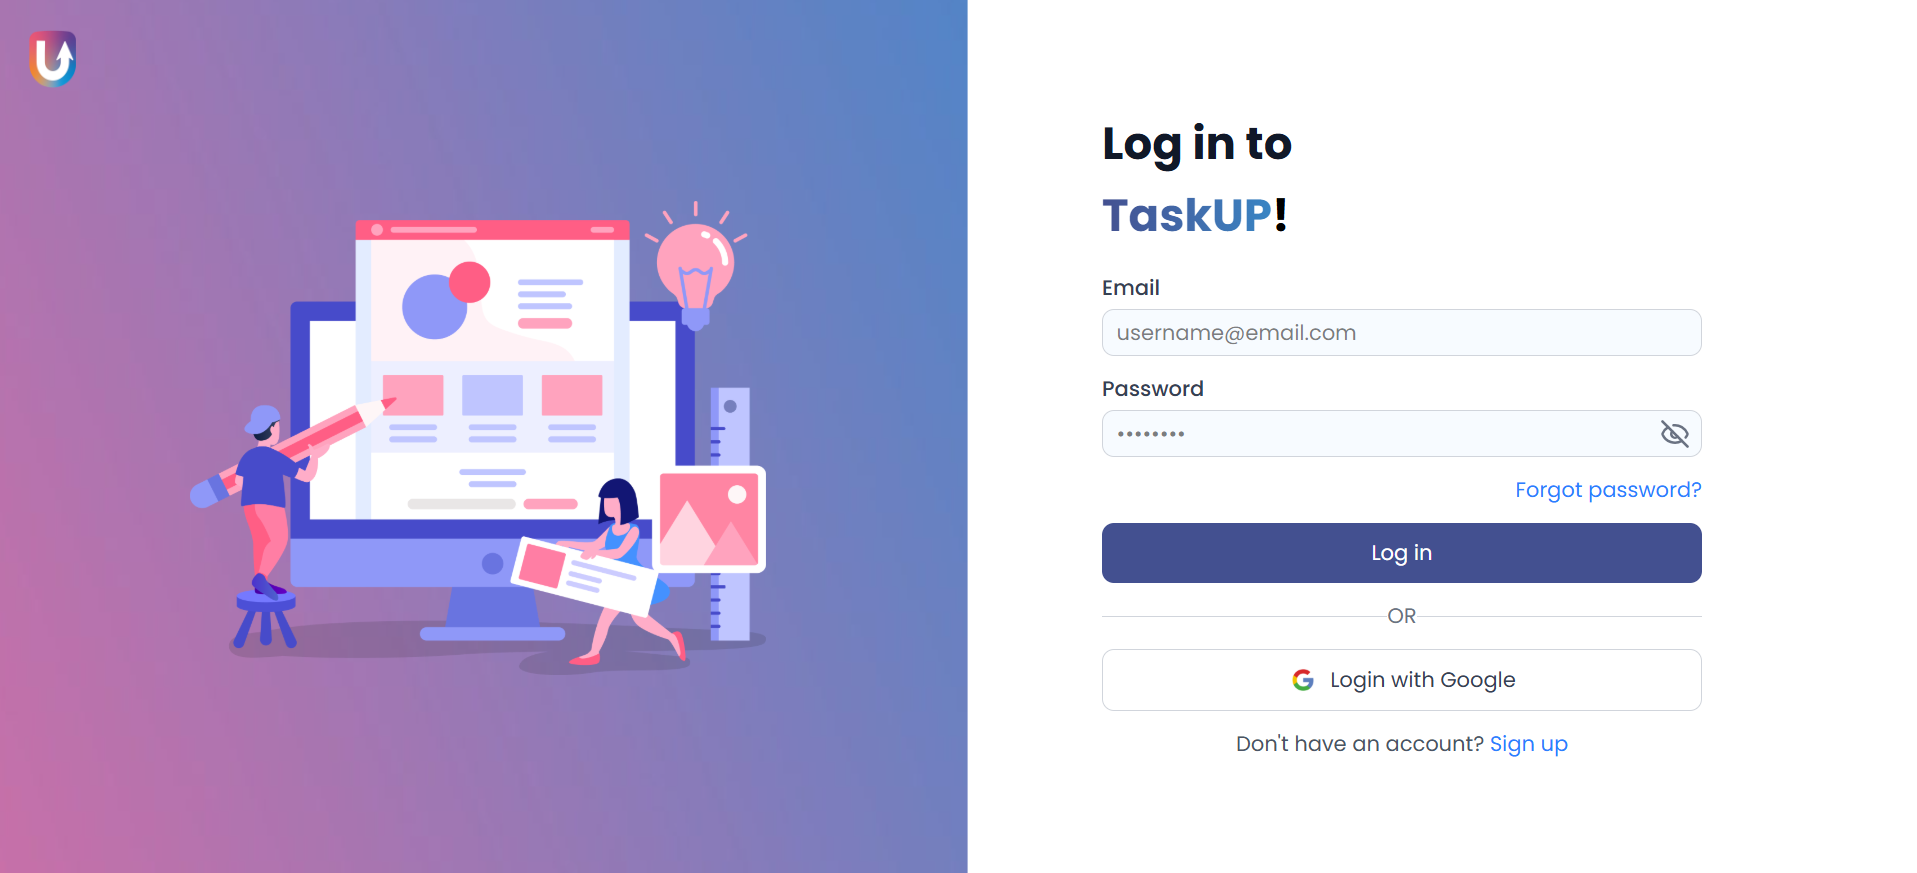 Log in to
TaskUP!
Email
username@email.com
Password
••••••••
Forgot password?
Log in
OR
Login with Google
Don't have an account? Sign up